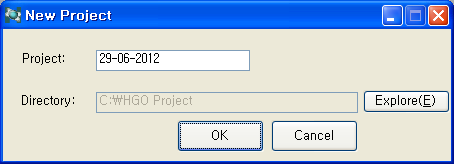 New Project
Project: 29-06-2012
Directory: C:₩HGO Project Explore(E)
OK Cancel